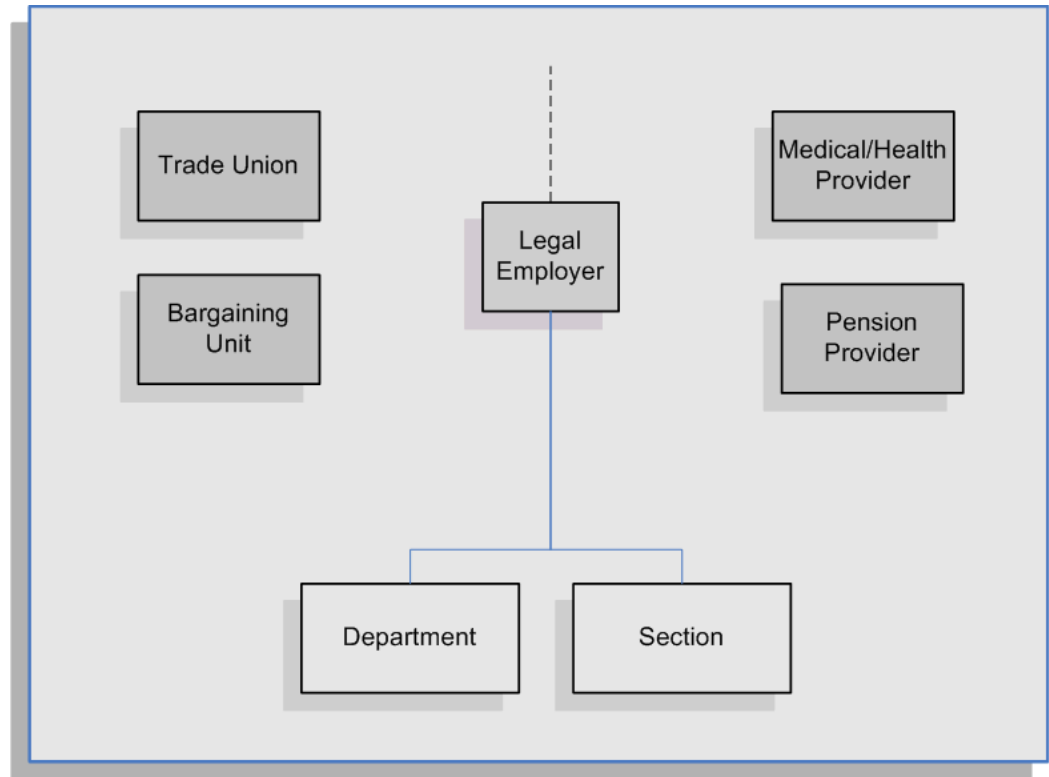 Trade Union
Medical/Health
Provider
Legal
Employer
Bargaining
Unit
Pension
Provider
Department
Section